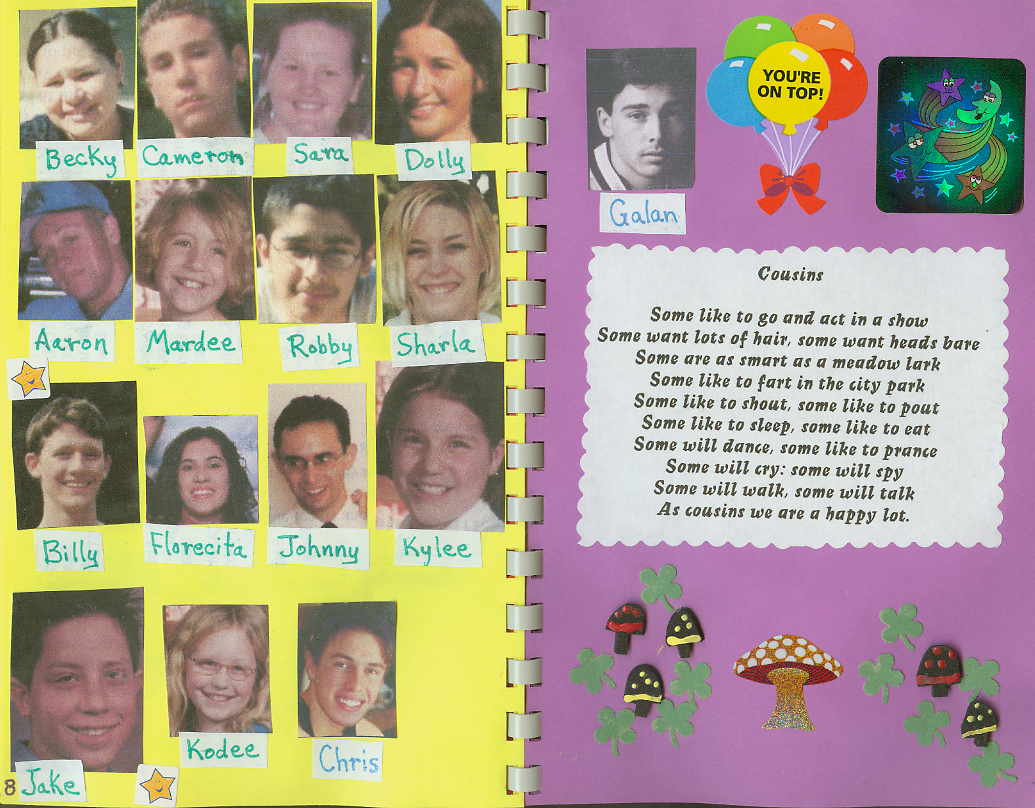 Becky Cameron Sara Dolly
Aaron Mardee Robby Sharla
Billy Florecita Johnny Kylee
Kodee Chris
8 Jake
YOU'RE
ON TOP!
Galan
Cousins
Some like to go and act in a show
Some want lots of hair, some want heads bare
Some are as smart as a meadow lark
Some like to fart in the city park
Some like to shout, some like to pout
Some like to sleep, some like to eat
Some will dance, some like to prance
Some will cry: some will spy
Some will walk, some will talk
As cousins we are a happy lot.